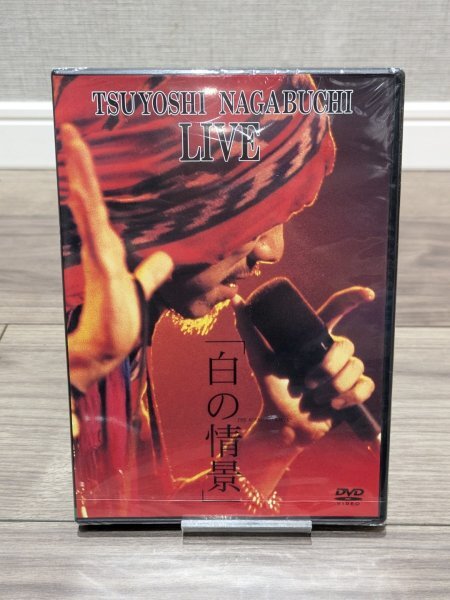 TSUYOSHI NAGABUCHI
LIVE
「白の情景」
DVD
VIDEO